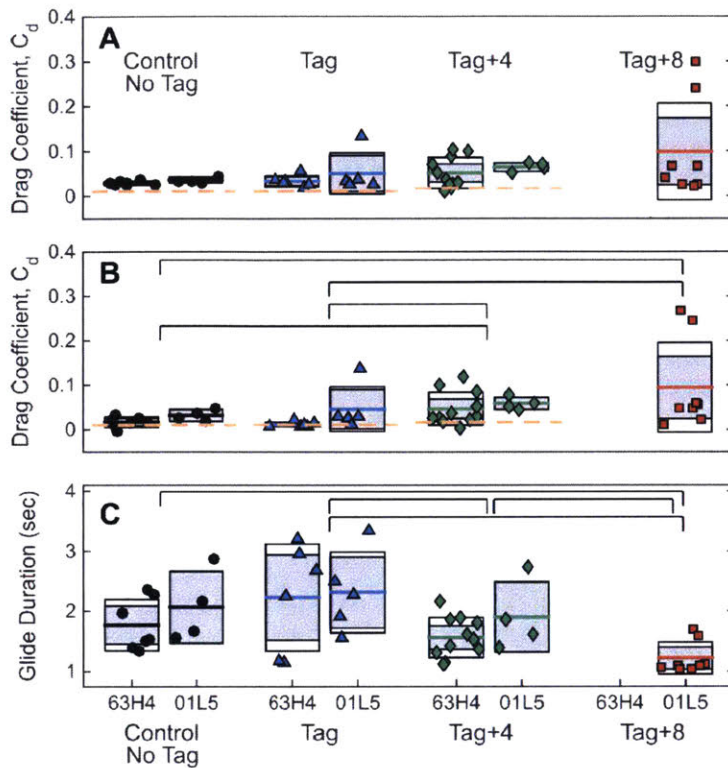 A
Control
No Tag
Tag
Tag+4
Tag+8
Drag Coefficient, Cd
0.4
0.3
0.2
0.1
0
B
Drag Coefficient, Cd
0.4
0.3
0.2
0.1
0
C
Glide Duration (sec)
4
3
2
1
63H4 01L5 63H4 01L5 63H4 01L5 63H4 01L5
Control
No Tag
Tag
Tag+4
Tag+8